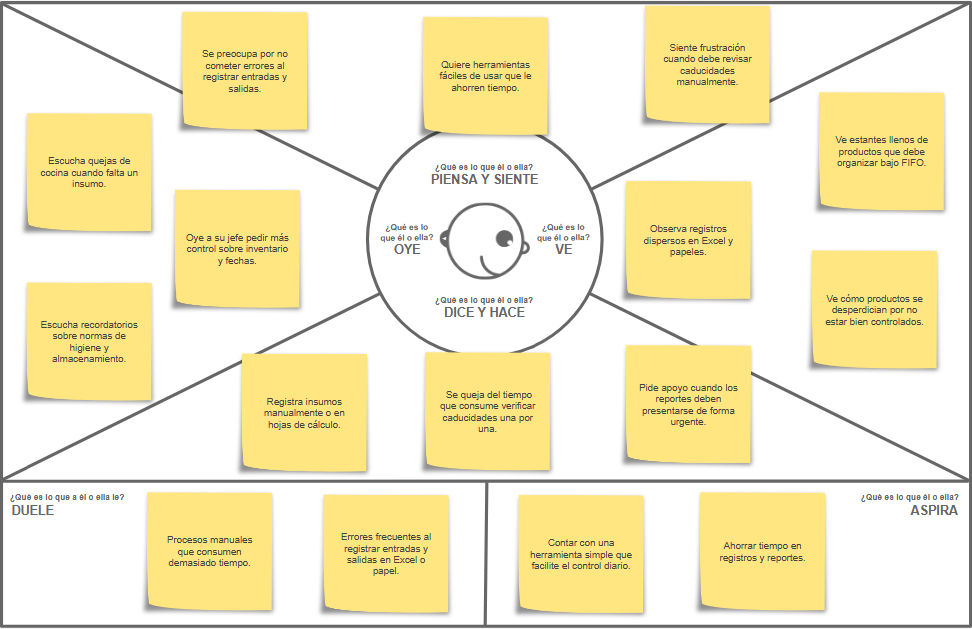 Se preocupa por no
cometer errores al
registrar entradas y
salidas.
Quiere herramientas
fáciles de usar que le
ahorren tiempo.
Siente frustración
cuando debe revisar
caducidades
manualmente.
Escucha quejas de
cocina cuando falta un
insumo.
Oye a su jefe pedir más
control sobre inventario
y fechas.
Escucha recordatorios
sobre normas de
higiene y
almacenamiento.
¿Qué es lo que él o ella?
PIENSA Y SIENTE
¿Qué es lo
que él o ella?
OYE
¿Qué es lo
que él o ella?
VE
¿Qué es lo que él o ella?
DICE Y HACE
Ve estantes llenos de
productos que debe
organizar bajo FIFO.
Observa registros
dispersos en Excel y
papeles.
Ve cómo productos se
desperdician por no
estar bien controlados.
Registra insumos
manualmente o en
hojas de cálculo.
Se queja del tiempo
que consume verificar
caducidades una por
una.
Pide apoyo cuando los
reportes deben
presentarse de forma
urgente.
¿Qué es lo que a él o ella le?
DUELE
Procesos manuales
que consumen
demasiado tiempo.
Errores frecuentes al
registrar entradas y
salidas en Excel o
papel.
¿Qué es lo que él o ella?
ASPIRA
Contar con una
herramienta simple que
facilite el control diario.
Ahorrar tiempo en
registros y reportes.